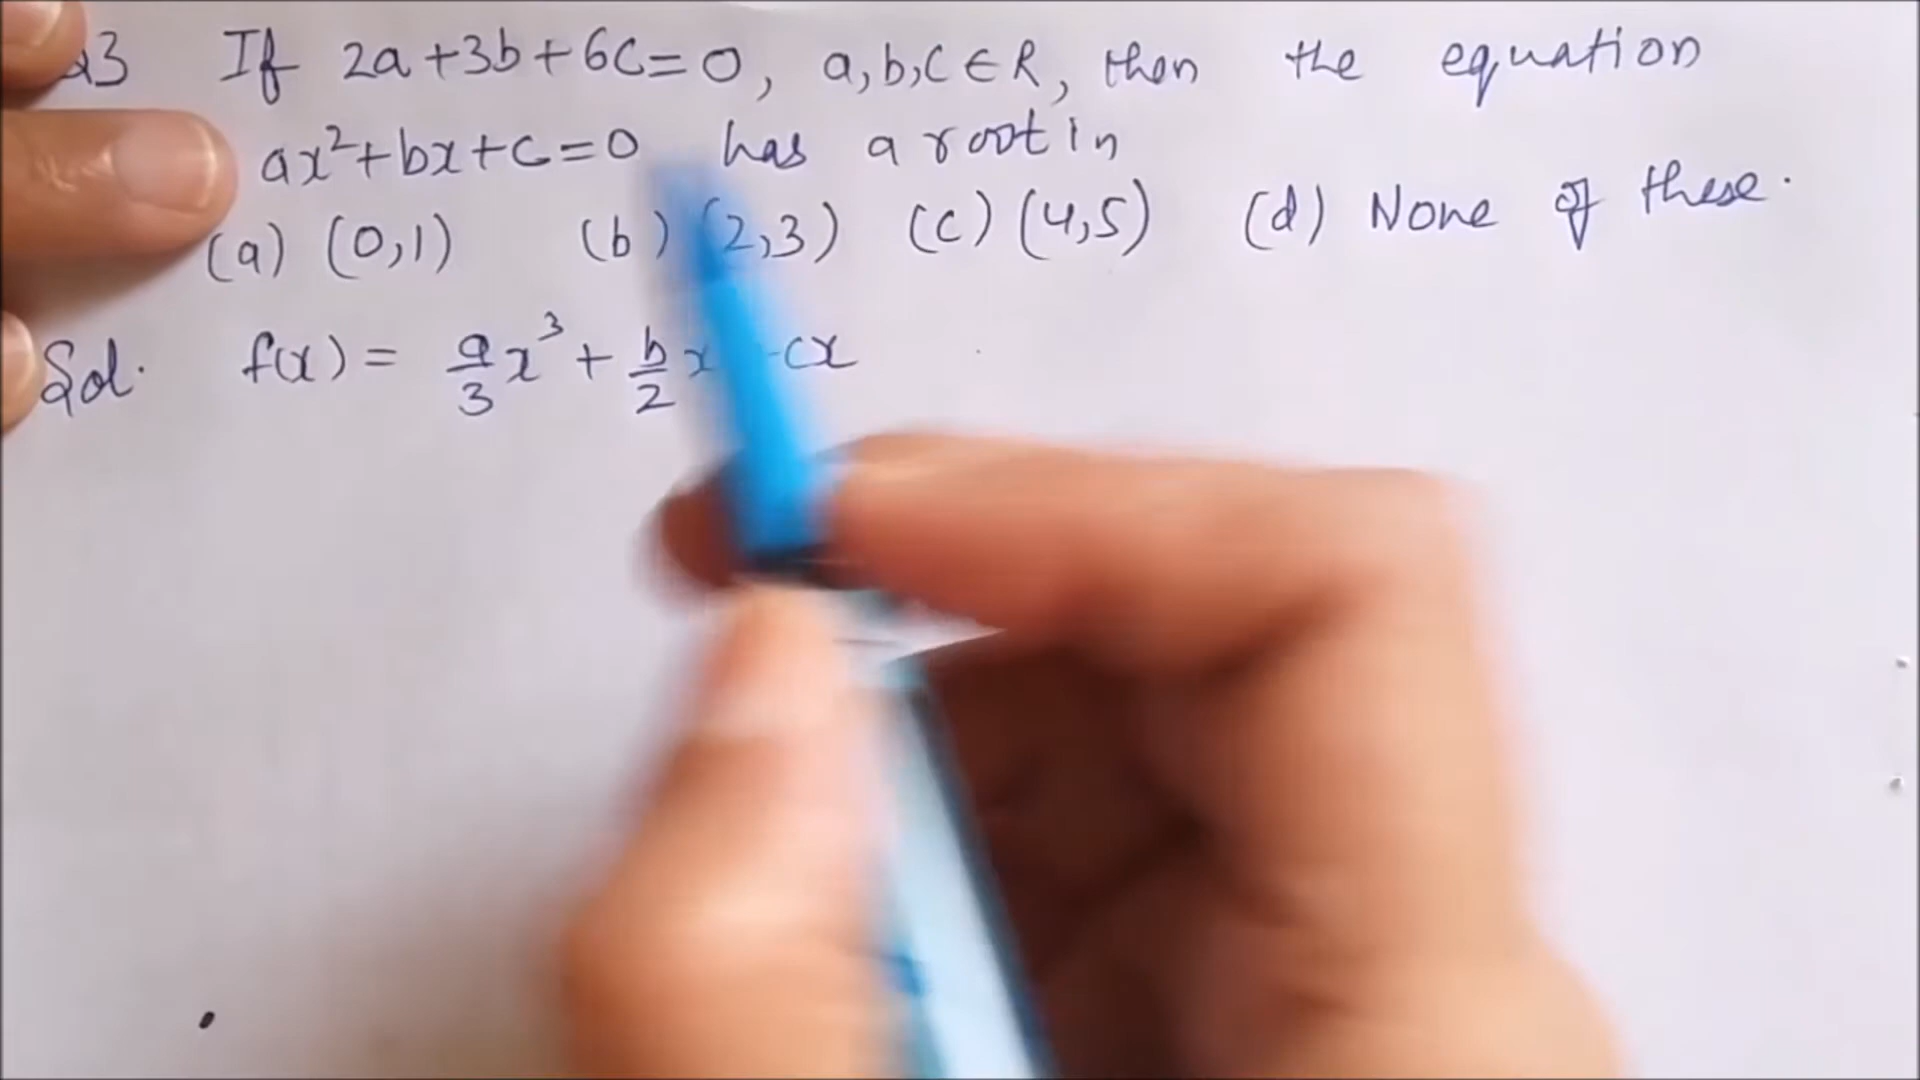 Q3 If 2a+3b+6c=0, a,b,c∈R, then the equation
ax²+bx+c=0 has a root in
(a) (0,1) (b) (2,3) (c) (4,5) (d) None of these.
Sol. f(x) = a/3 x³ + b/2 x cx